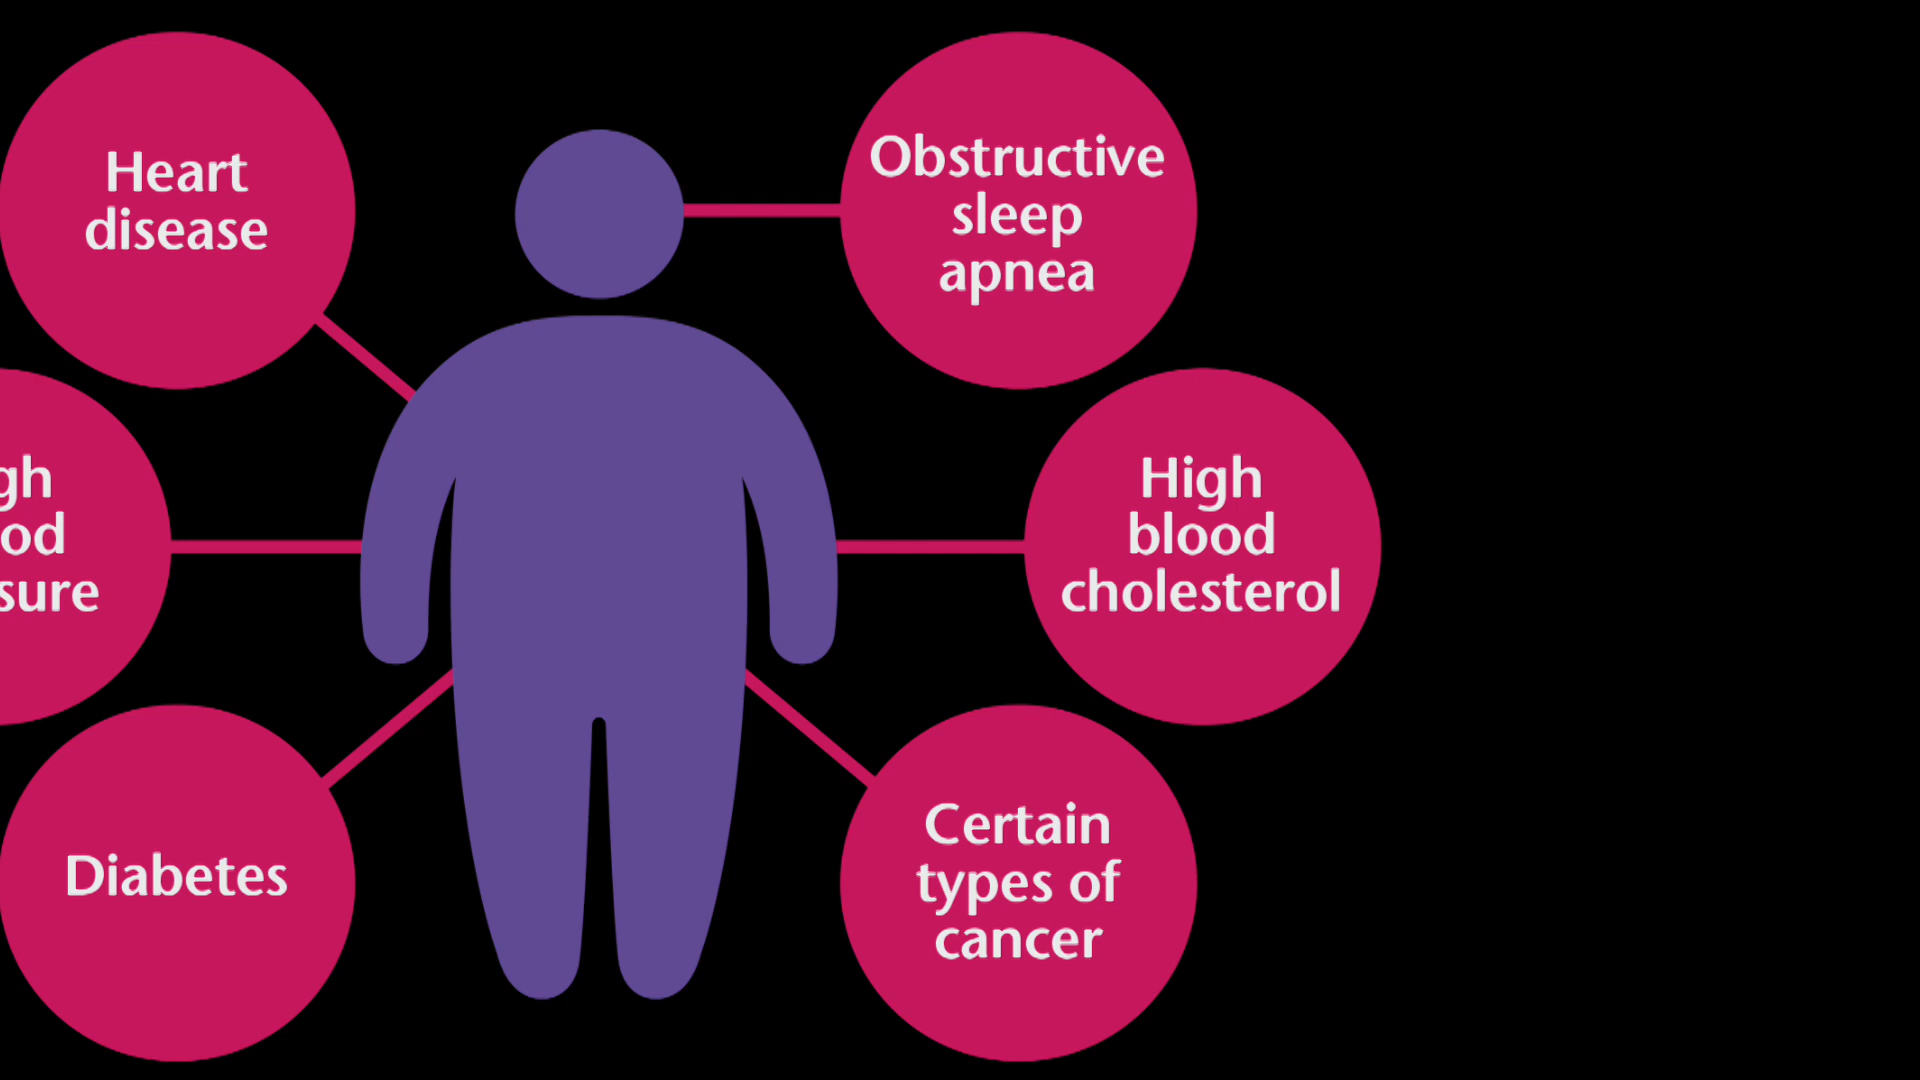 Heart
disease
Obstructive
sleep
apnea
gh
od
sure
High
blood
cholesterol
Diabetes
Certain
types of
cancer